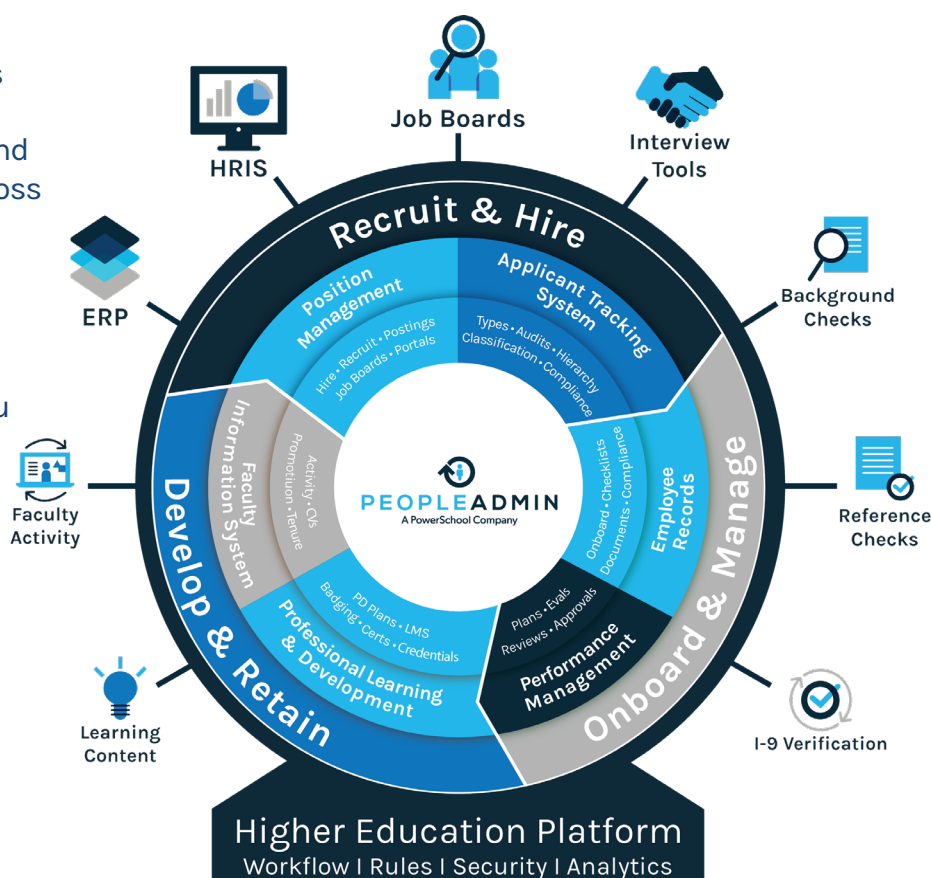 s
nd
oss
u
Job Boards
HRIS
Interview
Tools
ERP
Background
Checks
Faculty
Activity
Reference
Checks
Learning
Content
I-9 Verification
Recruit & Hire
Position
Management
Hire • Recruit • Postings
Job Boards • Portals
Applicant Tracking
System
Types • Audits • Hierarchy
Classification • Compliance
Onboard & Manage
Employee
Records
Onboard • Checklists
Documents • Compliance
Performance
Management
Plans • Evals
Reviews • Approvals
Develop & Retain
Professional Learning
& Development
PD Plans • LMS
Badging • Certs • Credentials
Faculty
Information System
Activity • CVs
Promotiuon • Tenure
PEOPLEADMIN
A PowerSchool Company
Higher Education Platform
Workflow I Rules I Security I Analytics